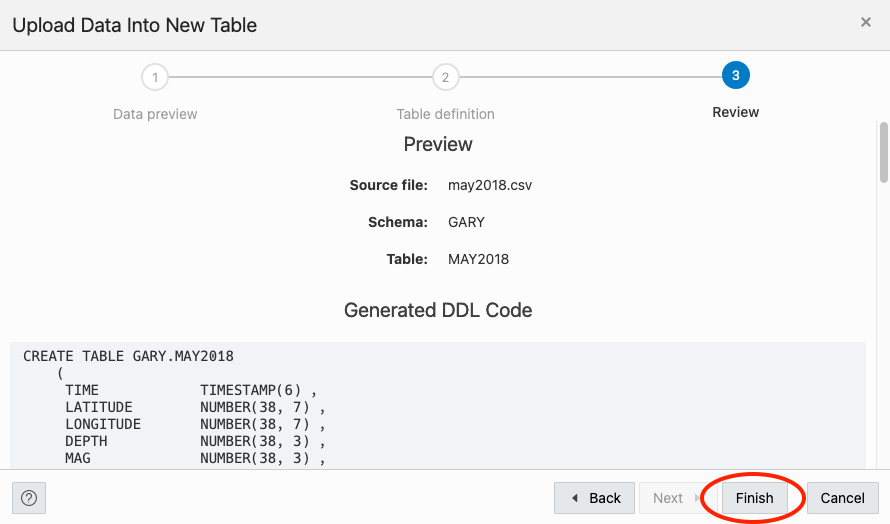 Upload Data Into New Table
×
1
2
3
Data preview
Table definition
Review
Preview
Source file: may2018.csv
Schema: GARY
Table: MAY2018
Generated DDL Code
CREATE TABLE GARY.MAY2018
(
TIME TIMESTAMP(6) ,
LATITUDE NUMBER(38, 7) ,
LONGITUDE NUMBER(38, 7) ,
DEPTH NUMBER(38, 3) ,
MAG NUMBER(38, 3) ,
? Back Next Finish Cancel